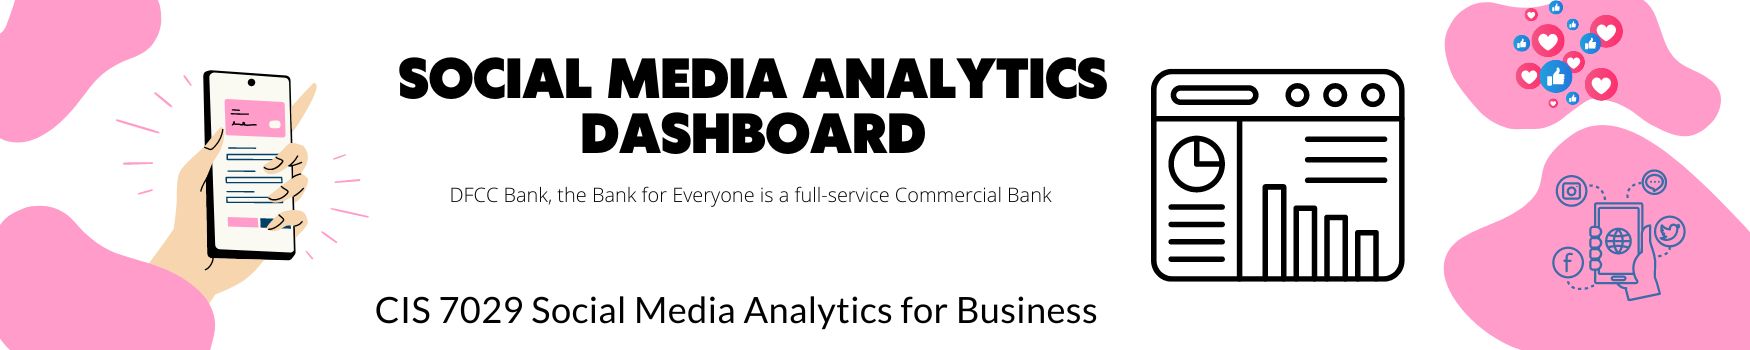 SOCIAL MEDIA ANALYTICS
DASHBOARD
DFCC Bank, the Bank for Everyone is a full-service Commercial Bank
CIS 7029 Social Media Analytics for Business